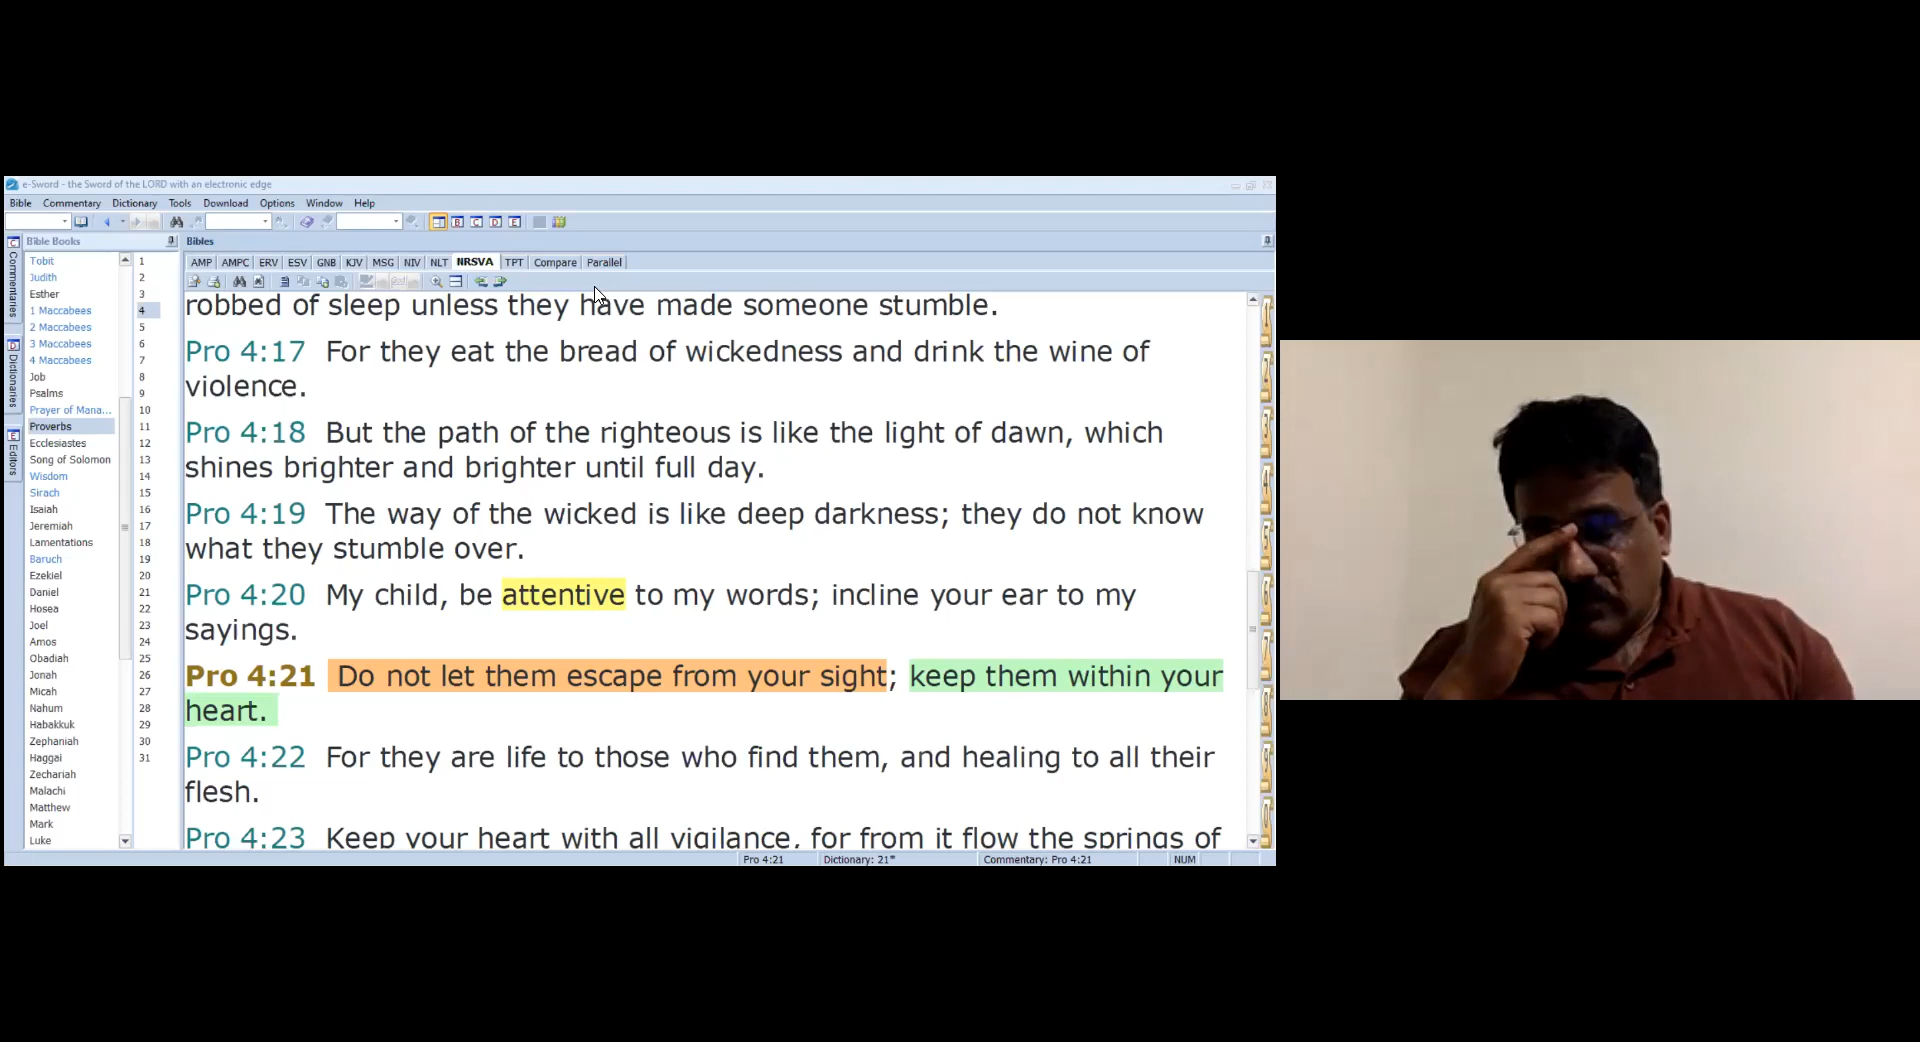 e-Sword - the Sword of the LORD with an electronic edge
Bible Commentary Dictionary Tools Download Options Window Help
B C D E
Bible Books
Bibles
AMP AMPC ERV ESV GNB KJV MSG NIV NLT NRSVA TPT Compare Parallel
C Commentaries
D Dictionaries
E Editors
Tobit
Judith
Esther
1 Maccabees
2 Maccabees
3 Maccabees
4 Maccabees
Job
Psalms
Prayer of Mana...
Proverbs
Ecclesiastes
Song of Solomon
Wisdom
Sirach
Isaiah
Jeremiah
Lamentations
Baruch
Ezekiel
Daniel
Hosea
Joel
Amos
Obadiah
Jonah
Micah
Nahum
Habakkuk
Zephaniah
Haggai
Zechariah
Malachi
Matthew
Mark
Luke
1
2
3
4
5
6
7
8
9
10
11
12
13
14
15
16
17
18
19
20
21
22
23
24
25
26
27
28
29
30
31
robbed of sleep unless they have made someone stumble.
Pro 4:17 For they eat the bread of wickedness and drink the wine of
violence.
Pro 4:18 But the path of the righteous is like the light of dawn, which
shines brighter and brighter until full day.
Pro 4:19 The way of the wicked is like deep darkness; they do not know
what they stumble over.
Pro 4:20 My child, be attentive to my words; incline your ear to my
sayings.
Pro 4:21 Do not let them escape from your sight; keep them within your
heart.
Pro 4:22 For they are life to those who find them, and healing to all their
flesh.
Pro 4:23 Keep your heart with all vigilance, for from it flow the springs of
Pro 4:21 Dictionary: 21* Commentary: Pro 4:21 NUM